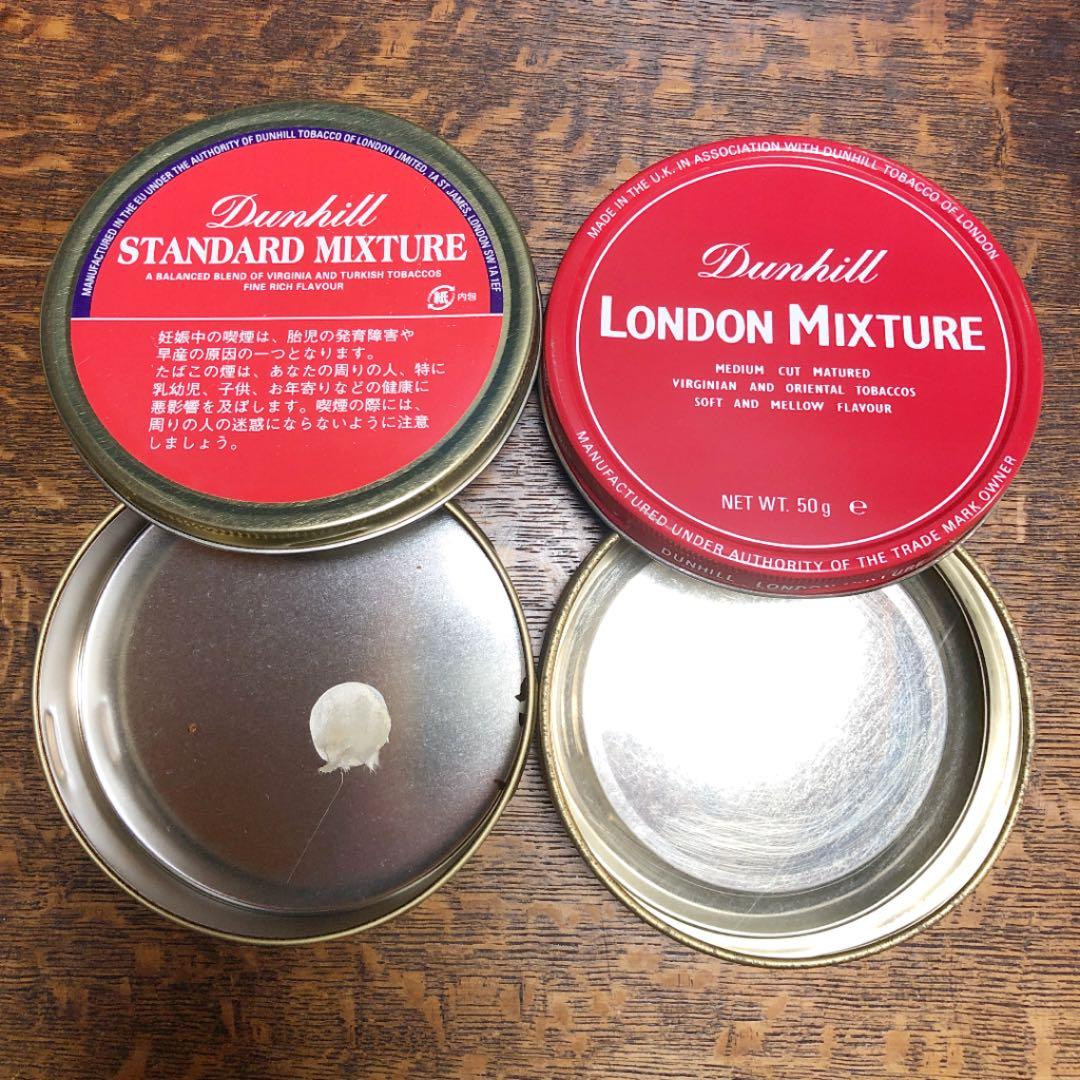 MANUFACTURED IN THE EU UNDER THE AUTHORITY OF DUNHILL TOBACCO OF LONDON LIMITED, 1A ST JAMES, LONDON SW 1A 1EF
Dunhill
STANDARD MIXTURE
A BALANCED BLEND OF VIRGINIA AND TURKISH TOBACCOS
FINE RICH FLAVOUR
紙 内包
妊娠中の喫煙は、胎児の発育障害や
早産の原因の一つとなります。
たばこの煙は、あなたの周りの人、特に
乳幼児、子供、お年寄りなどの健康に
悪影響を及ぼします。喫煙の際には、
周りの人の迷惑にならないように注意
しましょう。
MADE IN THE U.K. IN ASSOCIATION WITH DUNHILL TOBACCO OF LONDON
Dunhill
LONDON MIXTURE
MEDIUM CUT MATURED
VIRGINIAN AND ORIENTAL TOBACCOS
SOFT AND MELLOW FLAVOUR
NET WT. 50g e
MANUFACTURED UNDER AUTHORITY OF THE TRADE MARK OWNER
DUNHILL LONDON MIXTURE